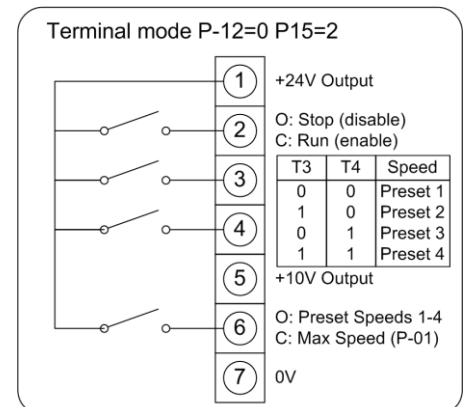 Terminal mode P-12=0 P15=2
1 +24V Output
2 O: Stop (disable)
C: Run (enable)
3
T3 T4 Speed
0 0 Preset 1
1 0 Preset 2
0 1 Preset 3
1 1 Preset 4
4
5 +10V Output
6 O: Preset Speeds 1-4
C: Max Speed (P-01)
7 0V